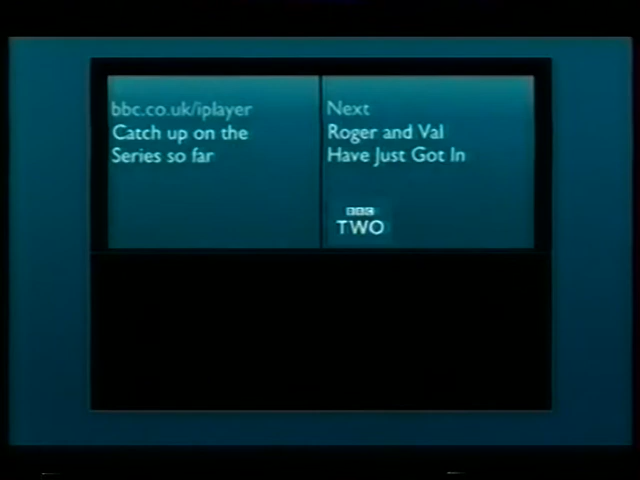 bbc.co.uk/iplayer
Catch up on the
Series so far
Next
Roger and Val
Have Just Got In
BBC
TWO